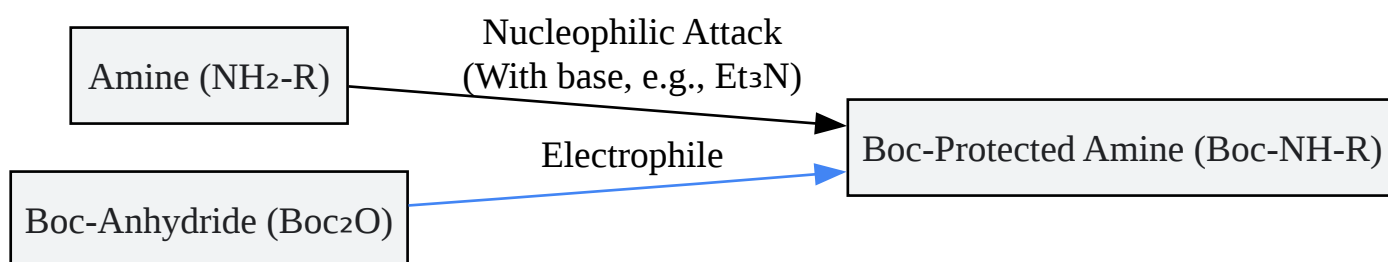 Nucleophilic Attack
(With base, e.g., Et₃N)
Amine (NH₂-R)
Electrophile
Boc-Protected Amine (Boc-NH-R)
Boc-Anhydride (Boc₂O)